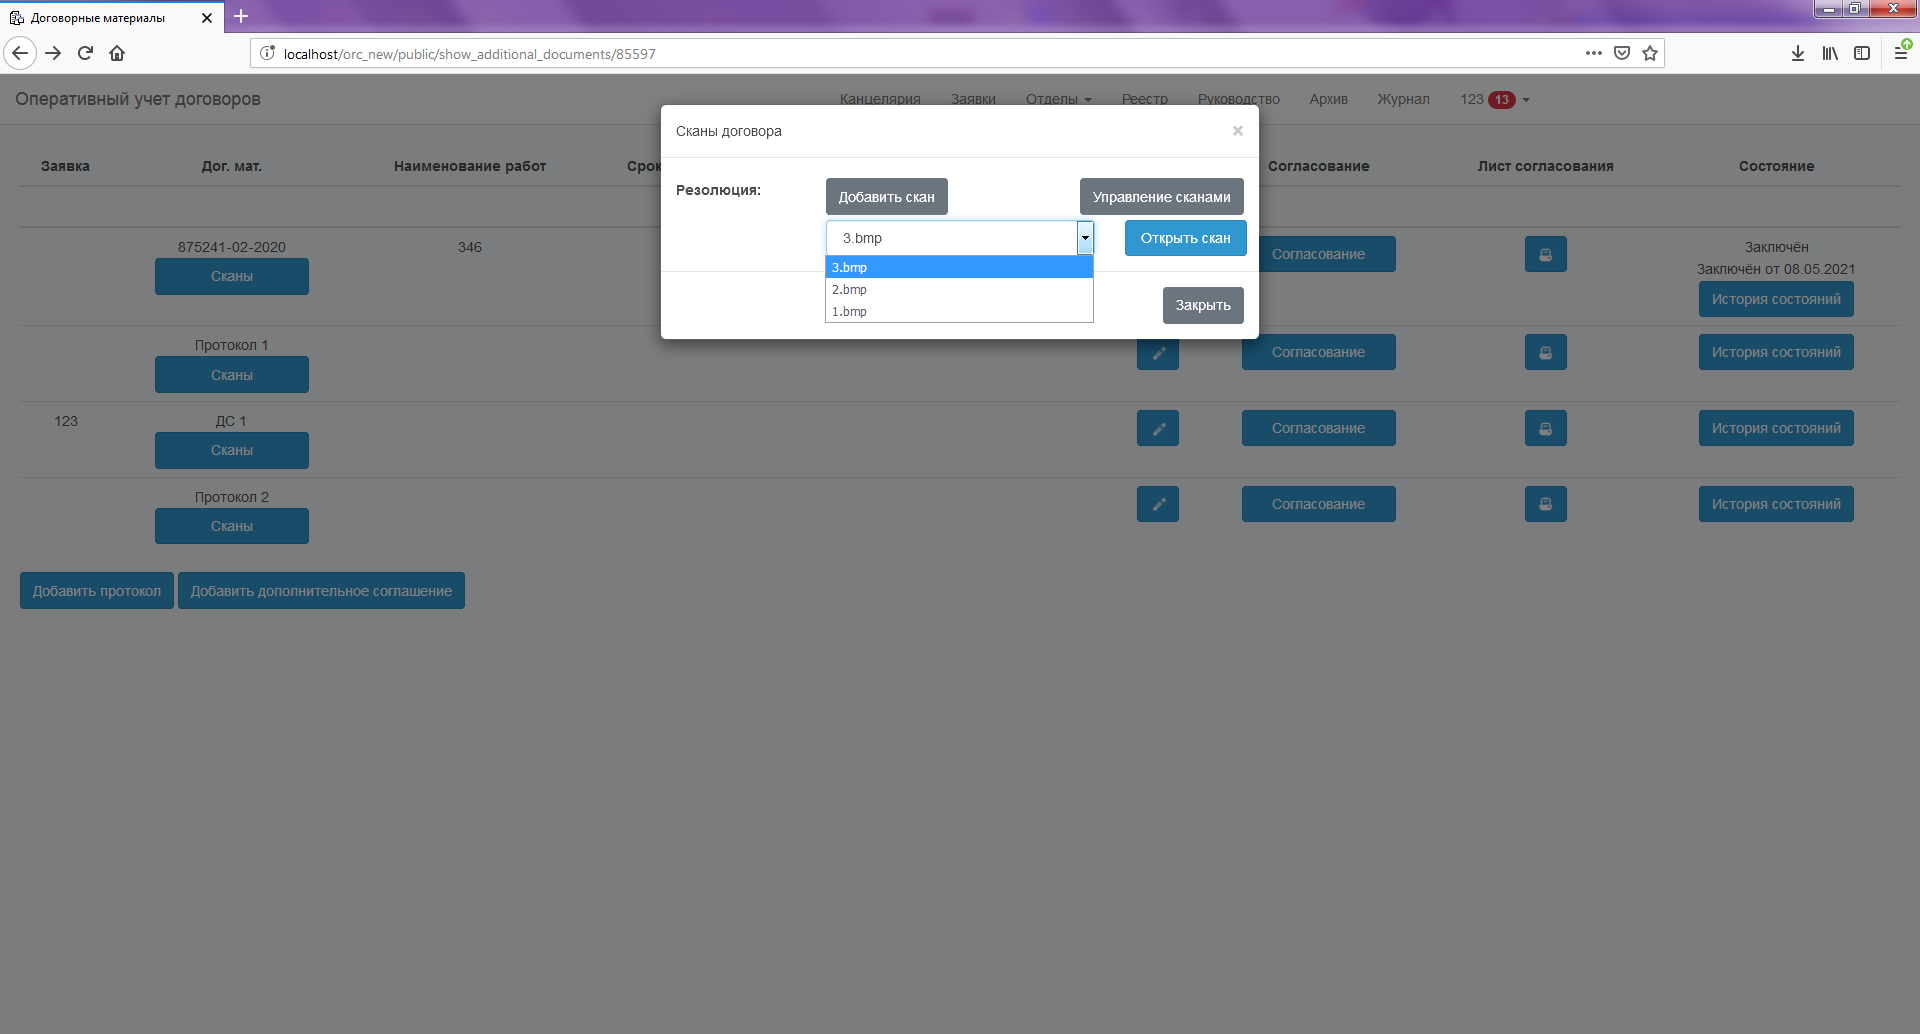 Договорные материалы
localhost/orc_new/public/show_additional_documents/85597
Оперативный учет договоров
Канцелярия Заявки Отделы Реестр Руководство Архив Журнал 123 13
Сканы договора
Резолюция:
Добавить скан
Управление сканами
3.bmp
Открыть скан
3.bmp
2.bmp
1.bmp
Закрыть
Заявка Дог. мат. Наименование работ Срок Согласование Лист согласования Состояние
875241-02-2020 346 Заключён
Сканы Согласование Заключён от 08.05.2021
История состояний
Протокол 1
Сканы Согласование История состояний
123 ДС 1
Сканы Согласование История состояний
Протокол 2
Сканы Согласование История состояний
Добавить протокол Добавить дополнительное соглашение